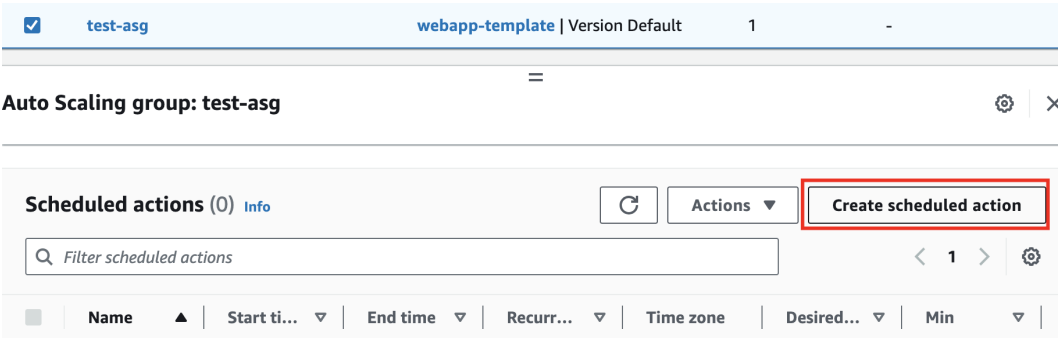 test-asg webapp-template | Version Default 1 -
Auto Scaling group: test-asg
Scheduled actions (0) Info Actions Create scheduled action
Filter scheduled actions 1
Name Start ti... End time Recurr... Time zone Desired... Min